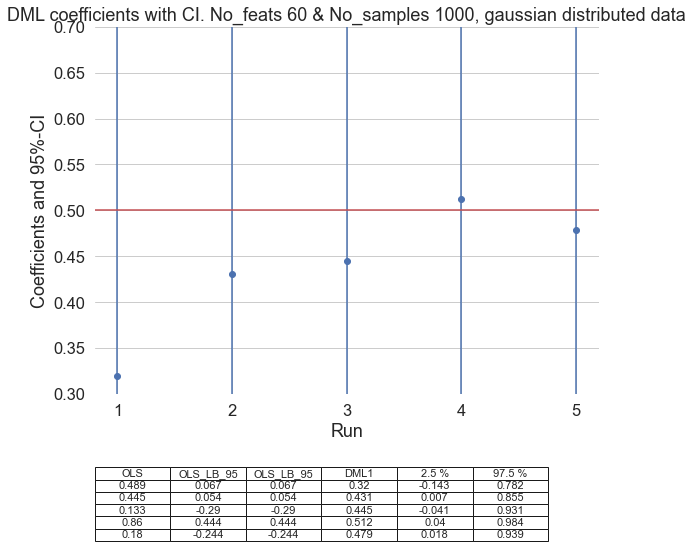 DML coefficients with CI. No_feats 60 & No_samples 1000, gaussian distributed data
0.70
0.65
0.60
0.55
0.50
0.45
0.40
0.35
0.30
Coefficients and 95%-CI
1 2 3 4 5
Run
OLS OLS_LB_95 OLS_LB_95 DML1 2.5 % 97.5 %
0.489 0.067 0.067 0.32 -0.143 0.782
0.445 0.054 0.054 0.431 0.007 0.855
0.133 -0.29 -0.29 0.445 -0.041 0.931
0.86 0.444 0.444 0.512 0.04 0.984
0.18 -0.244 -0.244 0.479 0.018 0.939